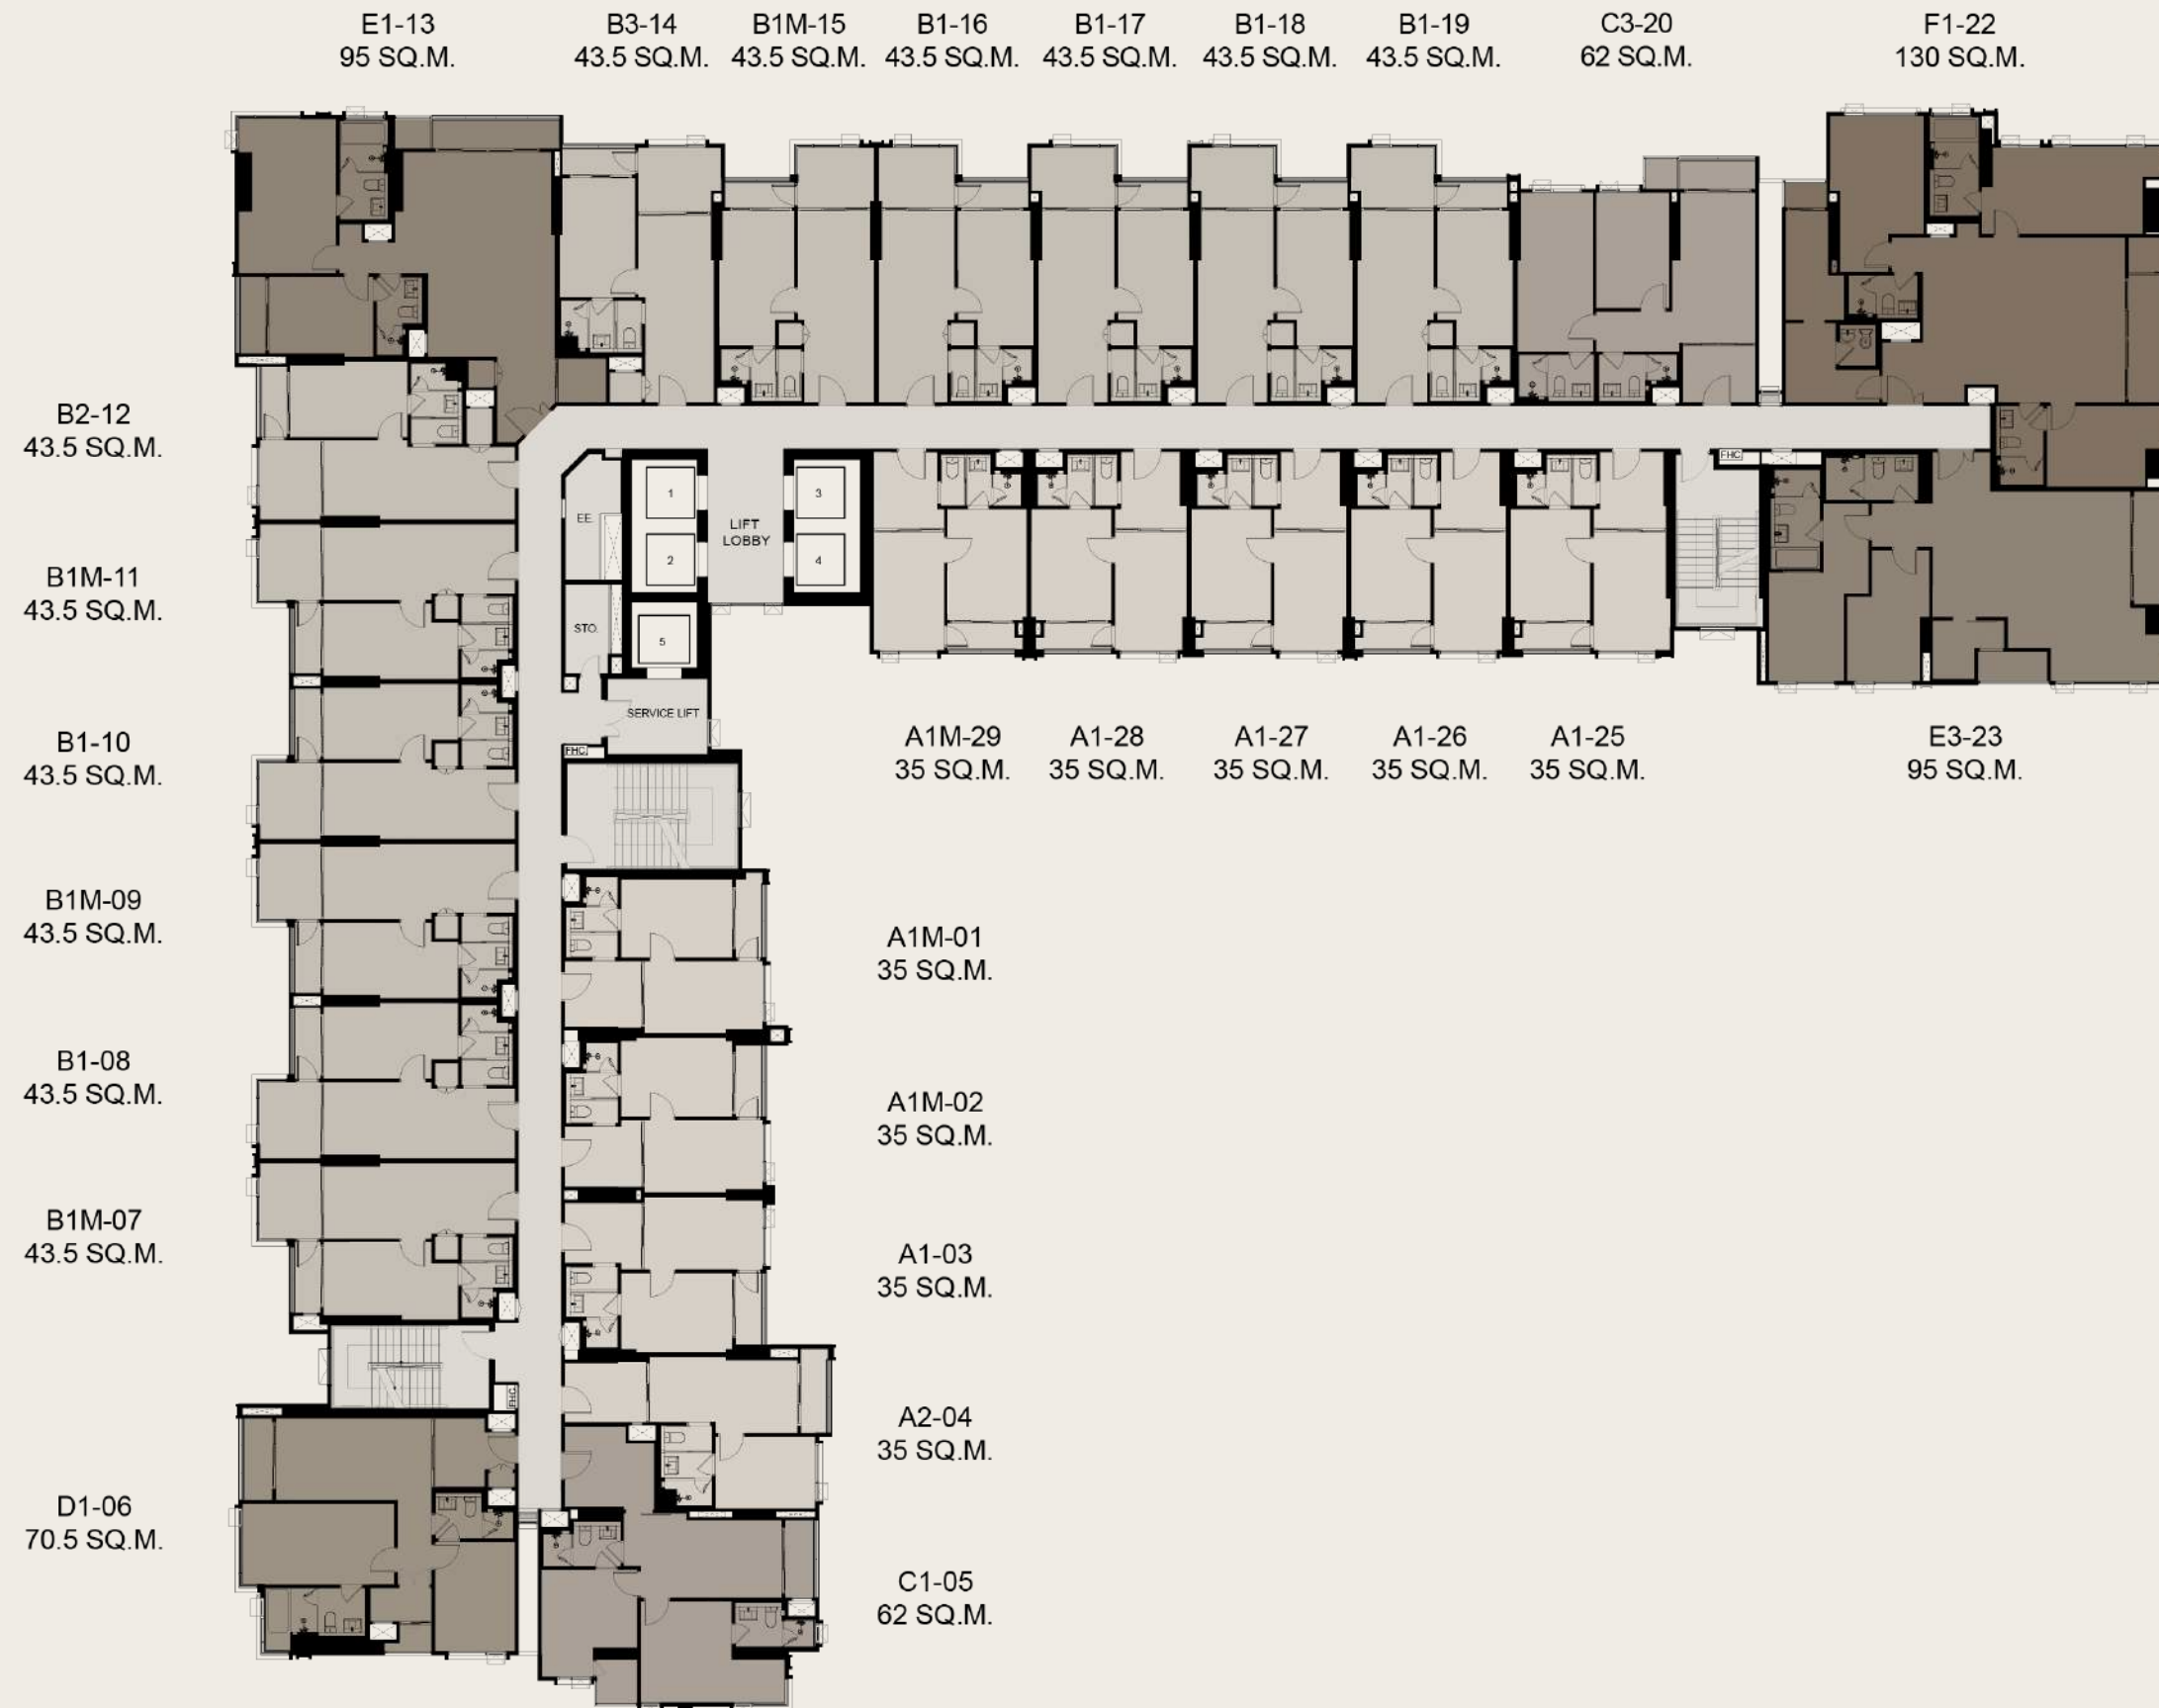 E1-13
95 SQ.M.
B3-14
43.5 SQ.M.
B1M-15
43.5 SQ.M.
B1-16
43.5 SQ.M.
B1-17
43.5 SQ.M.
B1-18
43.5 SQ.M.
B1-19
43.5 SQ.M.
C3-20
62 SQ.M.
F1-22
130 SQ.M.
B2-12
43.5 SQ.M.
B1M-11
43.5 SQ.M.
B1-10
43.5 SQ.M.
B1M-09
43.5 SQ.M.
B1-08
43.5 SQ.M.
B1M-07
43.5 SQ.M.
D1-06
70.5 SQ.M.
EE.
1
2
LIFT
LOBBY
3
4
STO.
5
SERVICE LIFT
FHC
FHC
FHC
A1M-29
35 SQ.M.
A1-28
35 SQ.M.
A1-27
35 SQ.M.
A1-26
35 SQ.M.
A1-25
35 SQ.M.
E3-23
95 SQ.M.
A1M-01
35 SQ.M.
A1M-02
35 SQ.M.
A1-03
35 SQ.M.
A2-04
35 SQ.M.
C1-05
62 SQ.M.